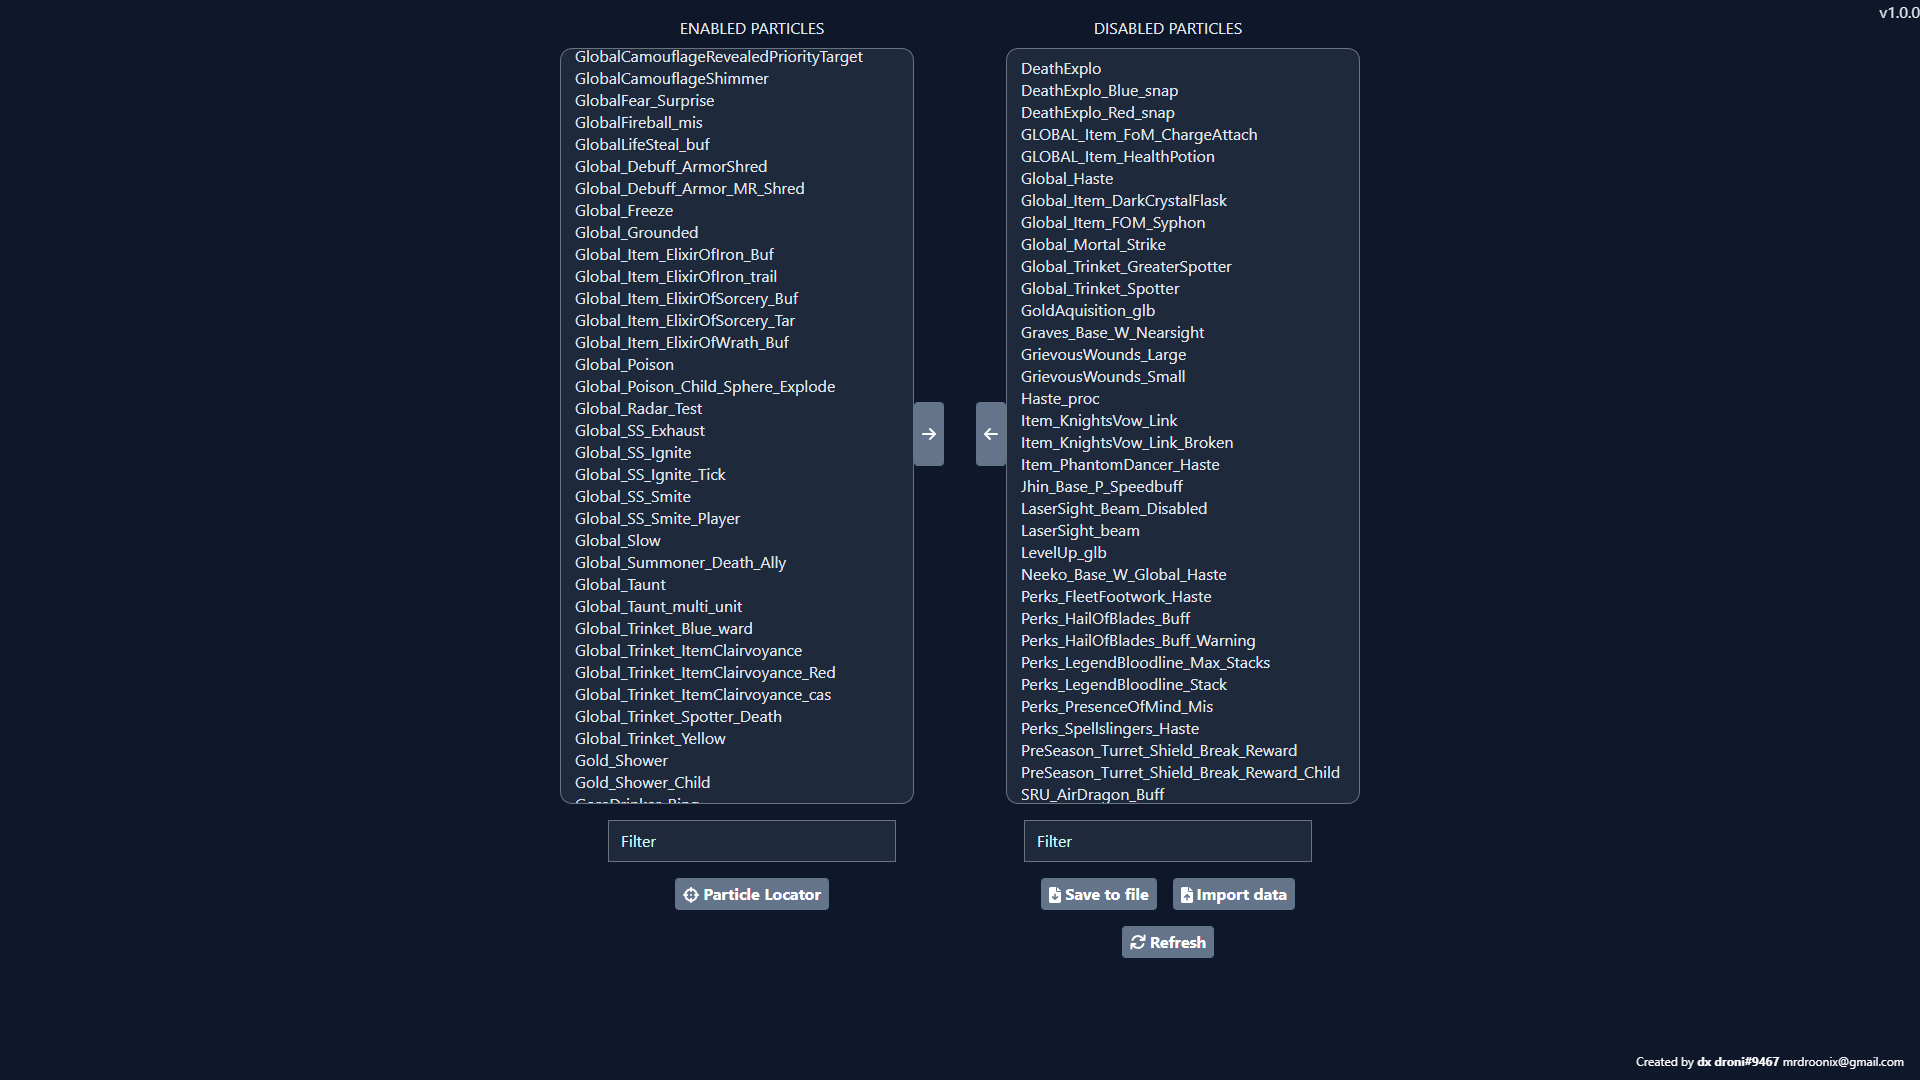 v1.0.0
ENABLED PARTICLES
GlobalCamouflageRevealedPriorityTarget
GlobalCamouflageShimmer
GlobalFear_Surprise
GlobalFireball_mis
GlobalLifeSteal_buf
Global_Debuff_ArmorShred
Global_Debuff_Armor_MR_Shred
Global_Freeze
Global_Grounded
Global_Item_ElixirOfIron_Buf
Global_Item_ElixirOfIron_trail
Global_Item_ElixirOfSorcery_Buf
Global_Item_ElixirOfSorcery_Tar
Global_Item_ElixirOfWrath_Buf
Global_Poison
Global_Poison_Child_Sphere_Explode
Global_Radar_Test
Global_SS_Exhaust
Global_SS_Ignite
Global_SS_Ignite_Tick
Global_SS_Smite
Global_SS_Smite_Player
Global_Slow
Global_Summoner_Death_Ally
Global_Taunt
Global_Taunt_multi_unit
Global_Trinket_Blue_ward
Global_Trinket_ItemClairvoyance
Global_Trinket_ItemClairvoyance_Red
Global_Trinket_ItemClairvoyance_cas
Global_Trinket_Spotter_Death
Global_Trinket_Yellow
Gold_Shower
Gold_Shower_Child
Filter
Particle Locator
DISABLED PARTICLES
DeathExplo
DeathExplo_Blue_snap
DeathExplo_Red_snap
GLOBAL_Item_FoM_ChargeAttach
GLOBAL_Item_HealthPotion
Global_Haste
Global_Item_DarkCrystalFlask
Global_Item_FOM_Syphon
Global_Mortal_Strike
Global_Trinket_GreaterSpotter
Global_Trinket_Spotter
GoldAquisition_glb
Graves_Base_W_Nearsight
GrievousWounds_Large
GrievousWounds_Small
Haste_proc
Item_KnightsVow_Link
Item_KnightsVow_Link_Broken
Item_PhantomDancer_Haste
Jhin_Base_P_Speedbuff
LaserSight_Beam_Disabled
LaserSight_beam
LevelUp_glb
Neeko_Base_W_Global_Haste
Perks_FleetFootwork_Haste
Perks_HailOfBlades_Buff
Perks_HailOfBlades_Buff_Warning
Perks_LegendBloodline_Max_Stacks
Perks_LegendBloodline_Stack
Perks_PresenceOfMind_Mis
Perks_Spellslingers_Haste
PreSeason_Turret_Shield_Break_Reward
PreSeason_Turret_Shield_Break_Reward_Child
SRU_AirDragon_Buff
Filter
Save to file
Import data
Refresh
Created by dx droni#9467 mrdroonix@gmail.com